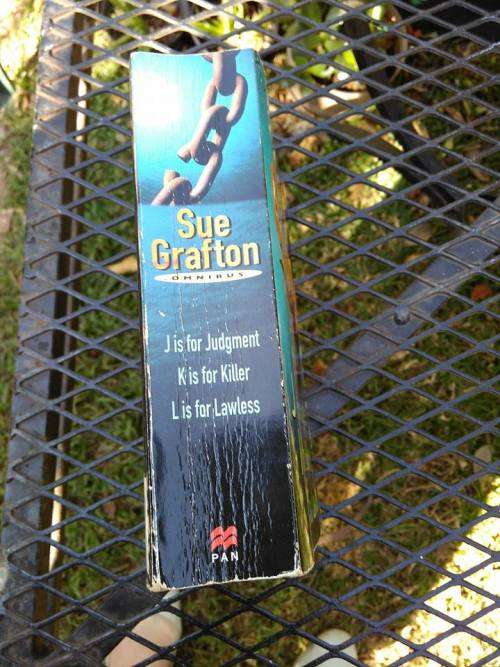 Sue
Grafton
OMNIBUS
J is for Judgment
K is for Killer
L is for Lawless
PAN